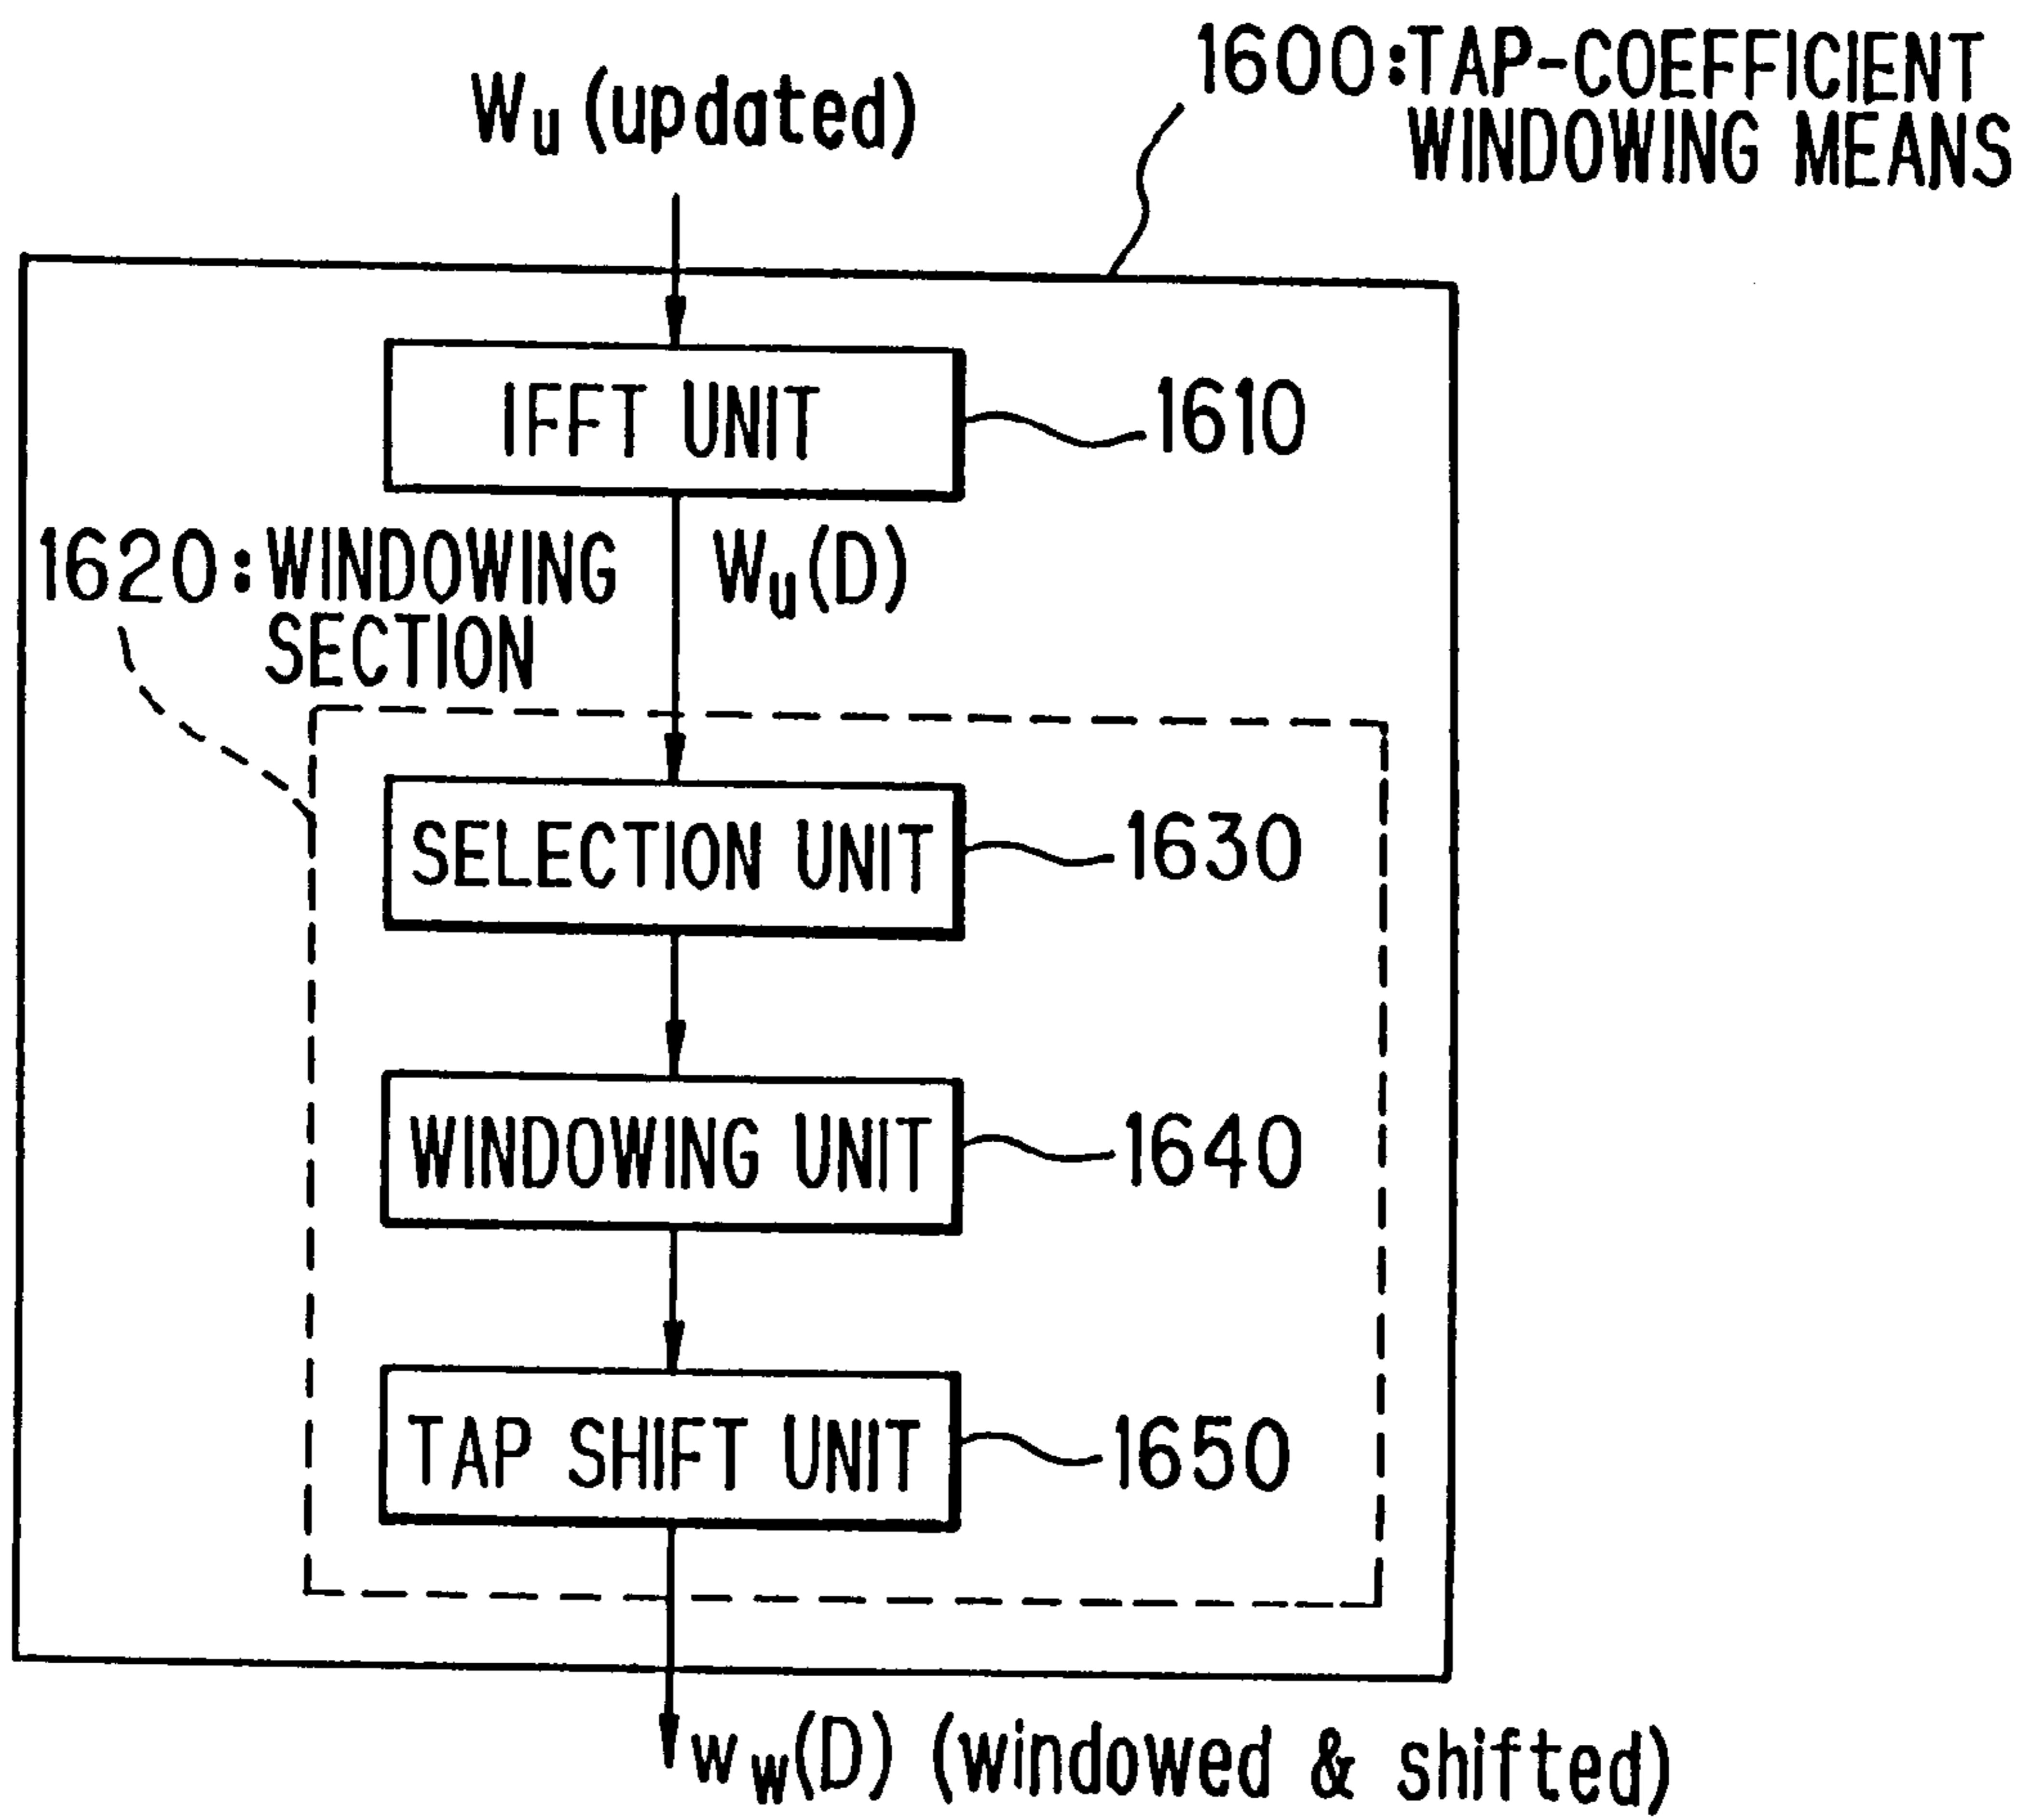 1600:TAP-COEFFICIENT
WINDOWING MEANS
Wu (updated)
IFFT UNIT
1610
1620:WINDOWING
SECTION
Wu(D)
SELECTION UNIT
1630
WINDOWING UNIT
1640
TAP SHIFT UNIT
1650
ww(D) (windowed & shifted)